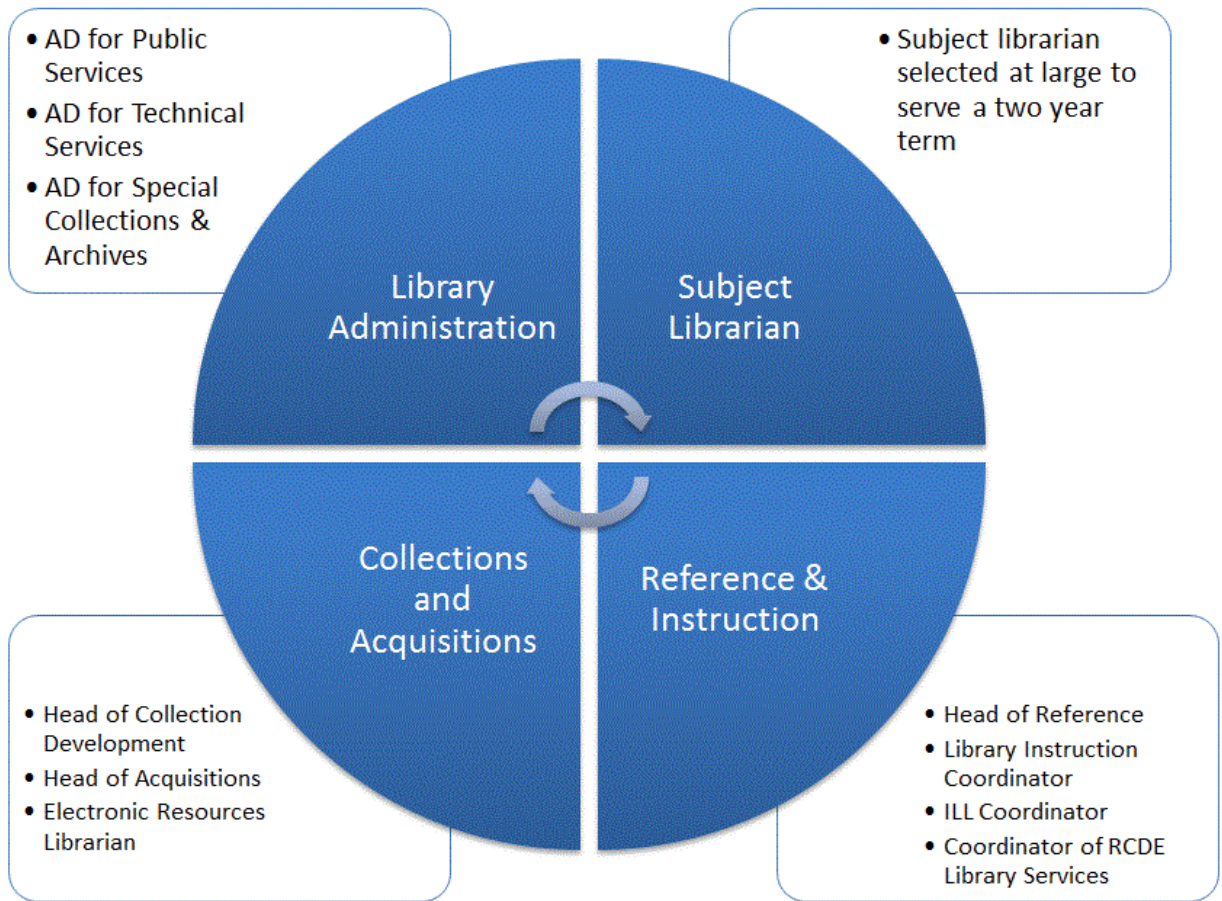 • AD for Public
Services
• AD for Technical
Services
• AD for Special
Collections &
Archives
• Subject librarian
selected at large to
serve a two year
term
Library
Administration
Subject
Librarian
Collections
and
Acquisitions
Reference &
Instruction
• Head of Collection
Development
• Head of Acquisitions
• Electronic Resources
Librarian
• Head of Reference
• Library Instruction
Coordinator
• ILL Coordinator
• Coordinator of RCDE
Library Services